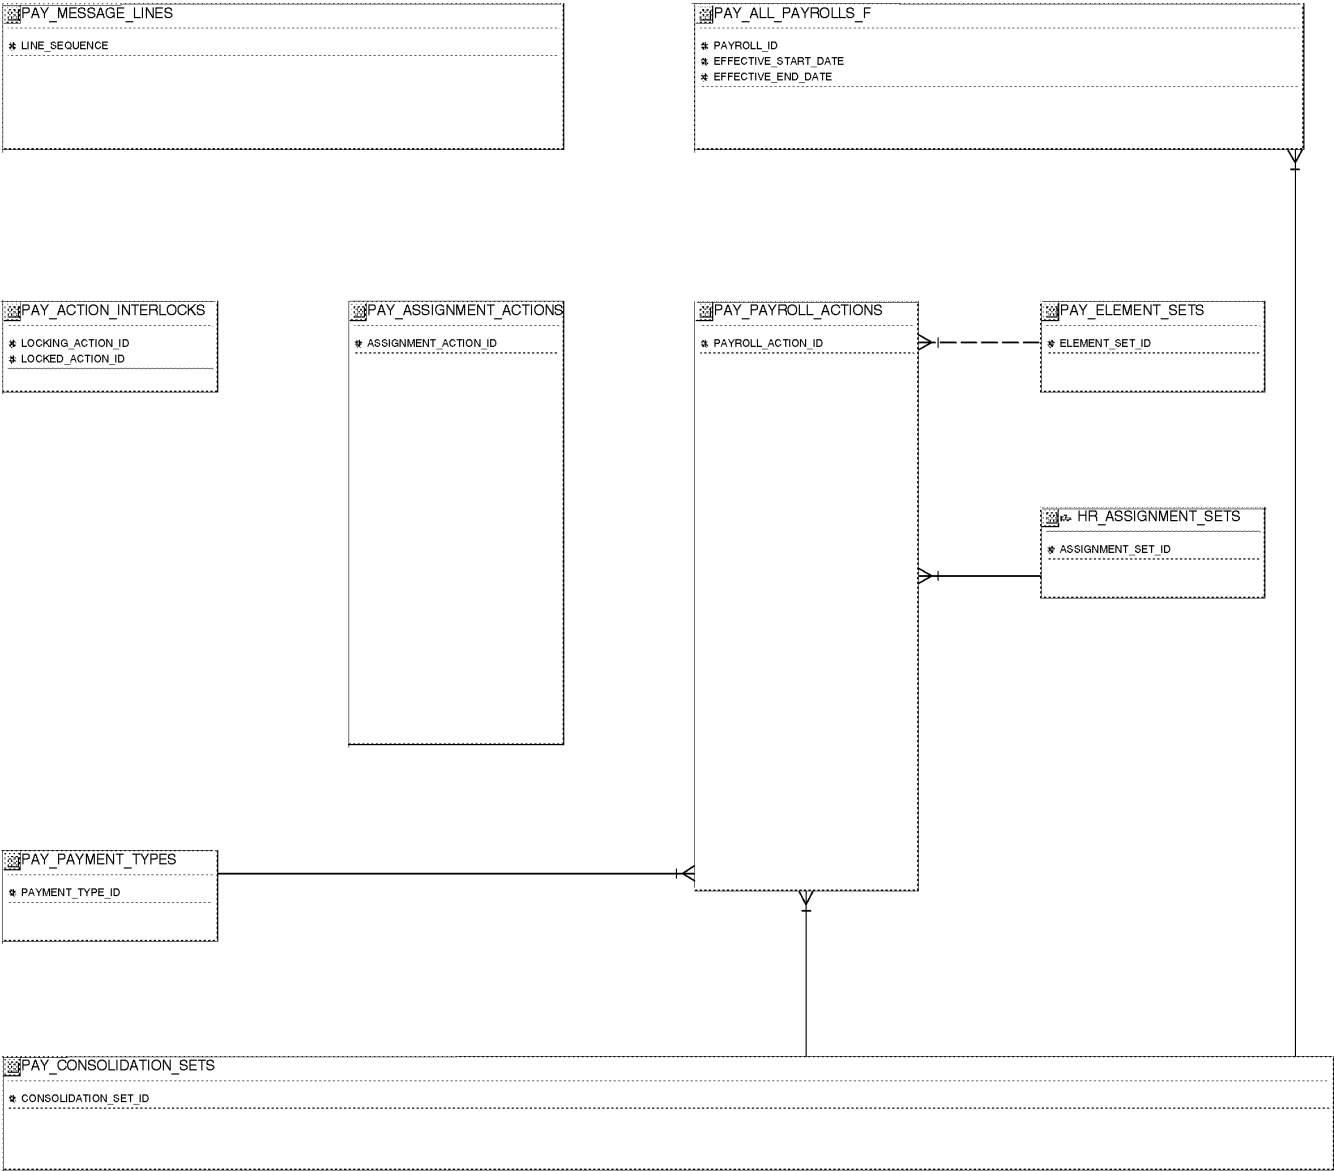 PAY_MESSAGE_LINES
LINE_SEQUENCE
PAY_ALL_PAYROLLS_F
PAYROLL_ID
EFFECTIVE_START_DATE
EFFECTIVE_END_DATE
PAY_ACTION_INTERLOCKS
LOCKING_ACTION_ID
LOCKED_ACTION_ID
PAY_ASSIGNMENT_ACTIONS
ASSIGNMENT_ACTION_ID
PAY_PAYROLL_ACTIONS
PAYROLL_ACTION_ID
PAY_ELEMENT_SETS
ELEMENT_SET_ID
HR_ASSIGNMENT_SETS
ASSIGNMENT_SET_ID
PAY_PAYMENT_TYPES
PAYMENT_TYPE_ID
PAY_CONSOLIDATION_SETS
CONSOLIDATION_SET_ID